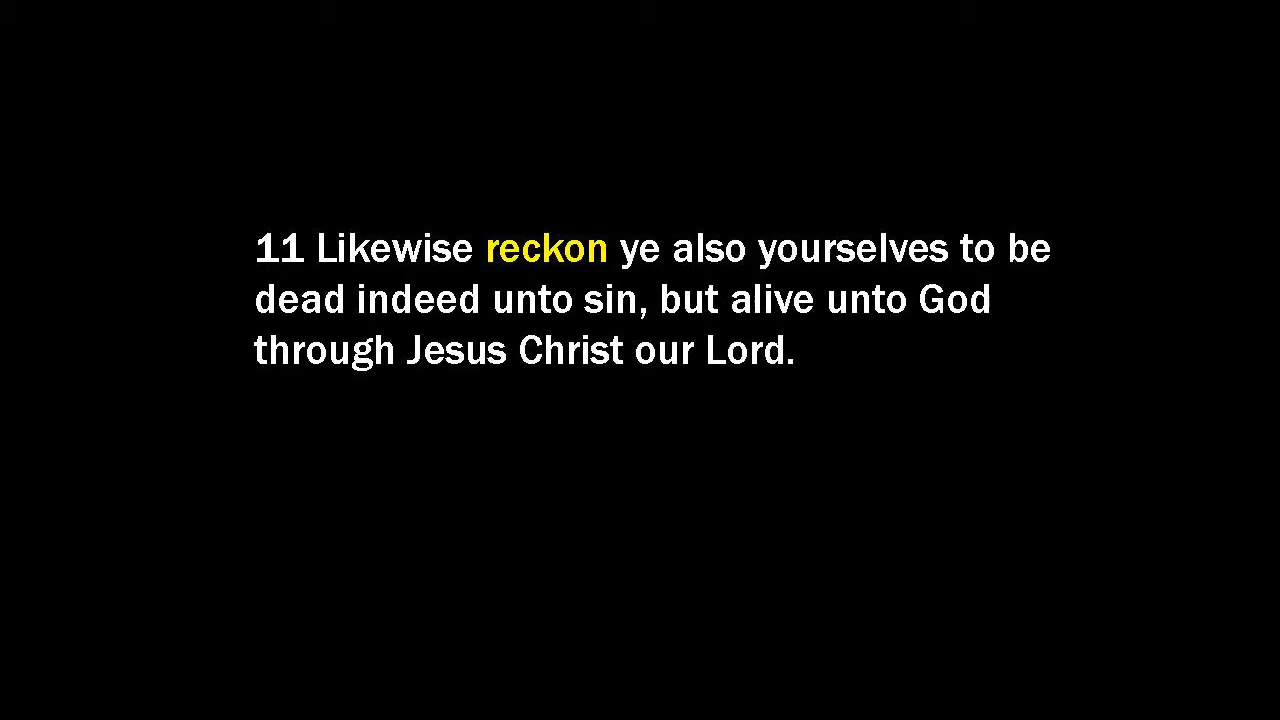 11 Likewise reckon ye also yourselves to be
dead indeed unto sin, but alive unto God
through Jesus Christ our Lord.